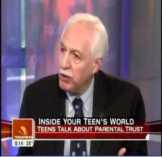 INSIDE YOUR TEEN'S WORLD
TEENS TALK ABOUT PARENTAL TRUST